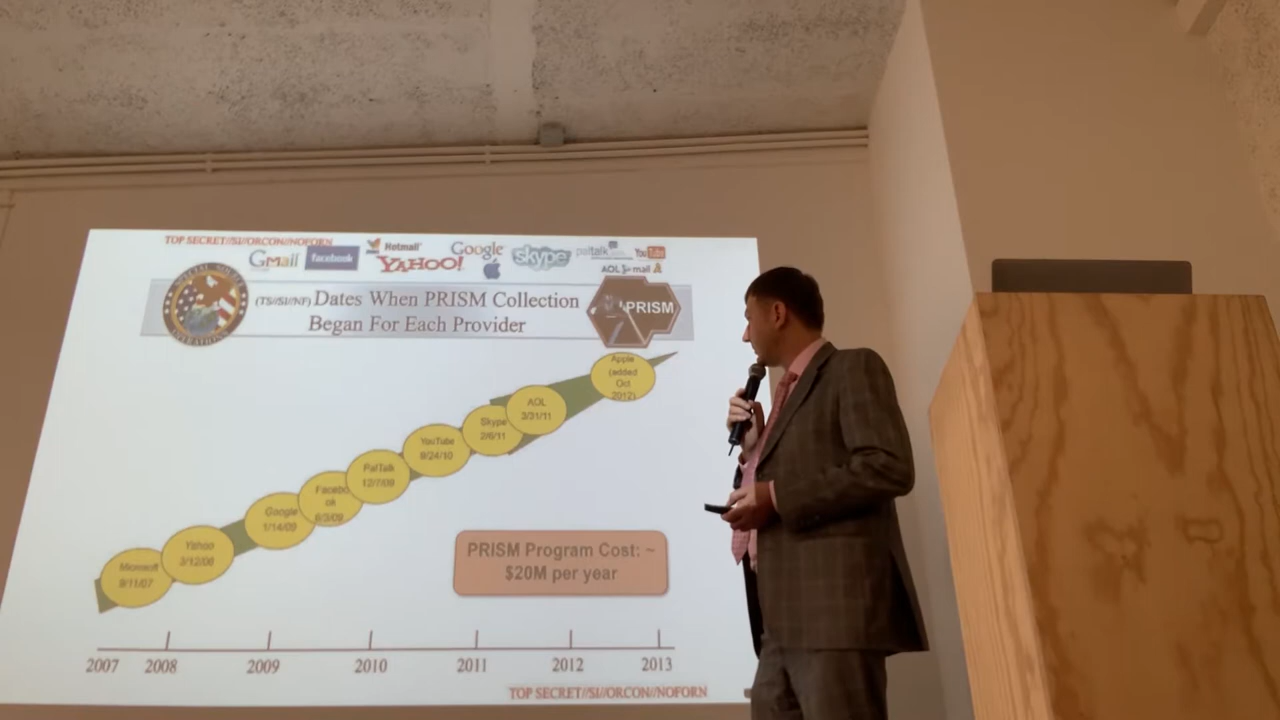 TOP SECRET//SI//ORCON//NOFORN
GMail facebook Hotmail YAHOO! Google skype paltalk YouTube
AOL mail
(TS//SI//NF) Dates When PRISM Collection
Began For Each Provider
PRISM
Apple
(added
Oct
2012)
AOL
3/31/11
Skype
2/6/11
YouTube
9/24/10
PalTalk
12/7/09
Facebo
ok
6/3/09
Google
1/14/09
Yahoo
3/12/08
Microsoft
9/11/07
PRISM Program Cost: ~
$20M per year
2007 2008 2009 2010 2011 2012 2013
TOP SECRET//SI//ORCON//NOFORN